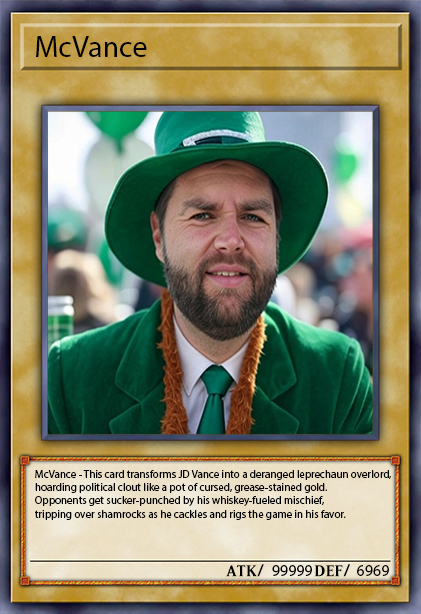 McVance
McVance - This card transforms JD Vance into a deranged leprechaun overlord,
hoarding political clout like a pot of cursed, grease-stained gold.
Opponents get sucker-punched by his whiskey-fueled mischief,
tripping over shamrocks as he cackles and rigs the game in his favor.
ATK/ 99999 DEF/ 6969